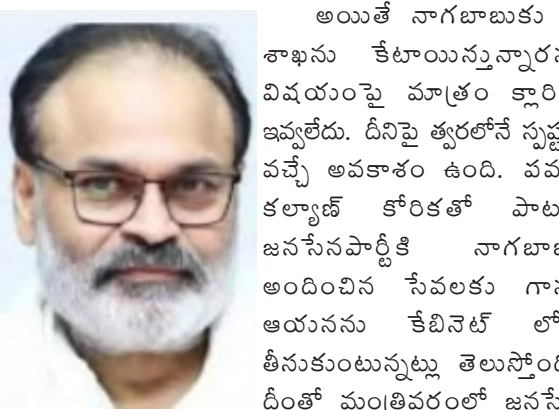 అయితే నాగబాబుకు
శాఖను కేటాయిస్తున్నార
విషయంపై మాత్రం క్లారి
ఇవ్వలేదు. దీనిపై త్వరలోనే స్పష్ట
వచ్చే అవకాశం ఉంది. పవ
కల్యాణ్ కోరికతో పాట
జనసేనపార్టీకి నాగబా
అందించిన సేవలకు గా
ఆయనను కేబినెట్ లో
తీసుకుంటున్నట్లు తెలుస్తోంద
దీంతో మంత్రివర్గంలో జనసే